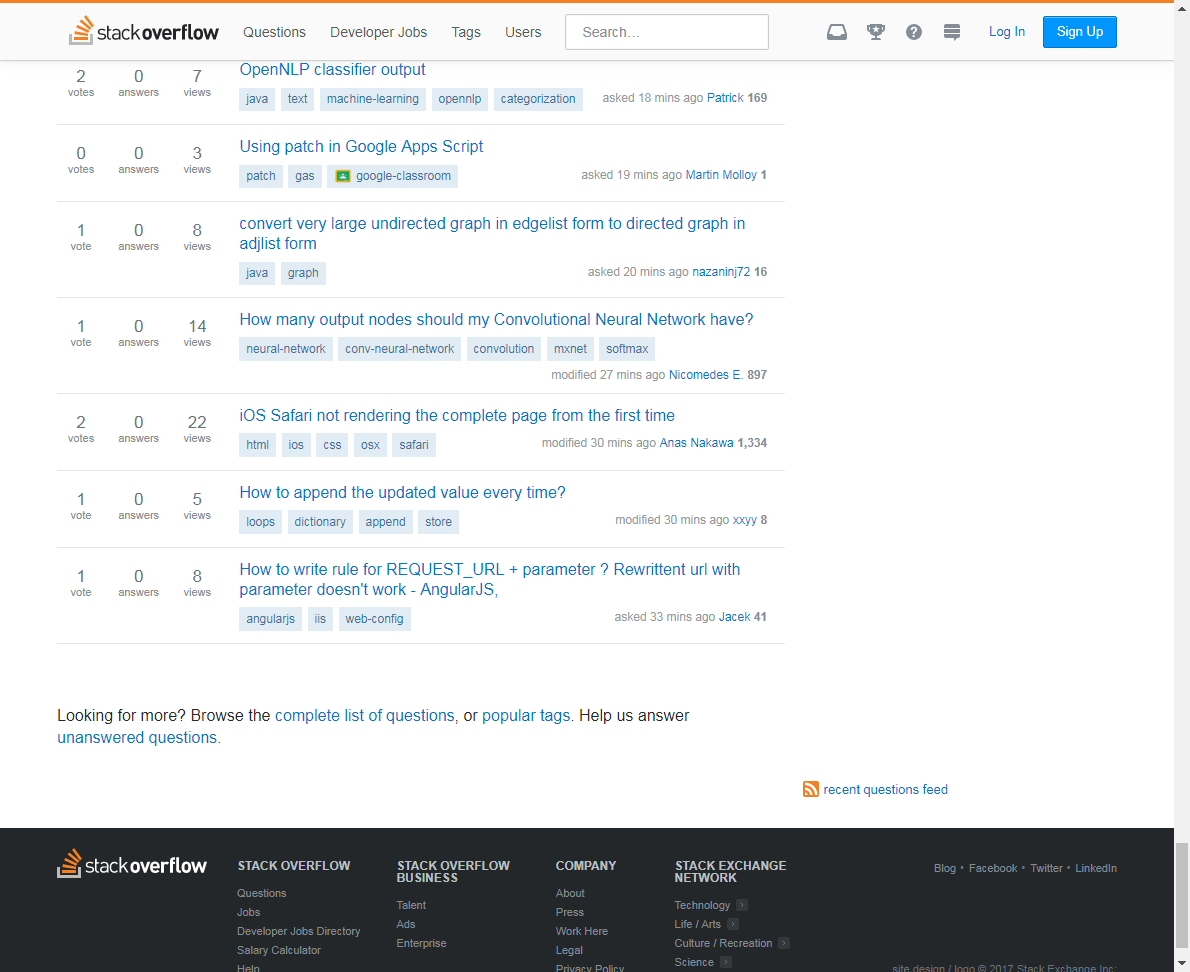 stack overflow Questions Developer Jobs Tags Users Search... Log In Sign Up
2 votes 0 answers 7 views
OpenNLP classifier output
java text machine-learning opennlp categorization asked 18 mins ago Patrick 169
0 votes 0 answers 3 views
Using patch in Google Apps Script
patch gas google-classroom asked 19 mins ago Martin Molloy 1
1 vote 0 answers 8 views
convert very large undirected graph in edgelist form to directed graph in
adjlist form
java graph asked 20 mins ago nazaninj72 16
1 vote 0 answers 14 views
How many output nodes should my Convolutional Neural Network have?
neural-network conv-neural-network convolution mxnet softmax
modified 27 mins ago Nicomedes E. 897
2 votes 0 answers 22 views
iOS Safari not rendering the complete page from the first time
html ios css osx safari modified 30 mins ago Anas Nakawa 1,334
1 vote 0 answers 5 views
How to append the updated value every time?
loops dictionary append store modified 30 mins ago xxyy 8
1 vote 0 answers 8 views
How to write rule for REQUEST_URL + parameter ? Rewrittent url with
parameter doesn't work - AngularJS,
angularjs iis web-config asked 33 mins ago Jacek 41
Looking for more? Browse the complete list of questions, or popular tags. Help us answer
unanswered questions.
recent questions feed
stack overflow
STACK OVERFLOW
Questions
Jobs
Developer Jobs Directory
Salary Calculator
Help
STACK OVERFLOW
BUSINESS
Talent
Ads
Enterprise
COMPANY
About
Press
Work Here
Legal
Privacy Policy
STACK EXCHANGE
NETWORK
Technology
Life / Arts
Culture / Recreation
Science
Blog • Facebook • Twitter • LinkedIn
site design / logo © 2017 Stack Exchange Inc;